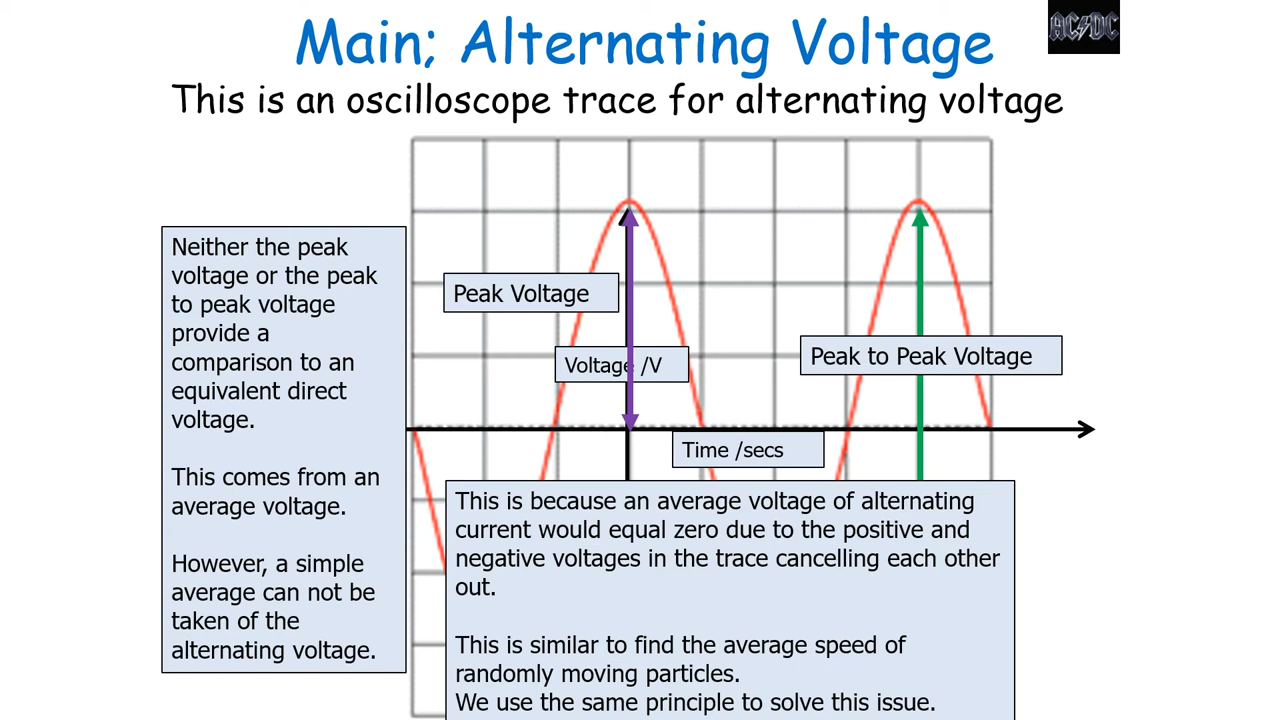 Main; Alternating Voltage
AC/DC
This is an oscilloscope trace for alternating voltage
Neither the peak
voltage or the peak
to peak voltage
provide a
comparison to an
equivalent direct
voltage.
This comes from an
average voltage.
However, a simple
average can not be
taken of the
alternating voltage.
Peak Voltage
Voltage /V
Peak to Peak Voltage
Time /secs
This is because an average voltage of alternating
current would equal zero due to the positive and
negative voltages in the trace cancelling each other
out.
This is similar to find the average speed of
randomly moving particles.
We use the same principle to solve this issue.